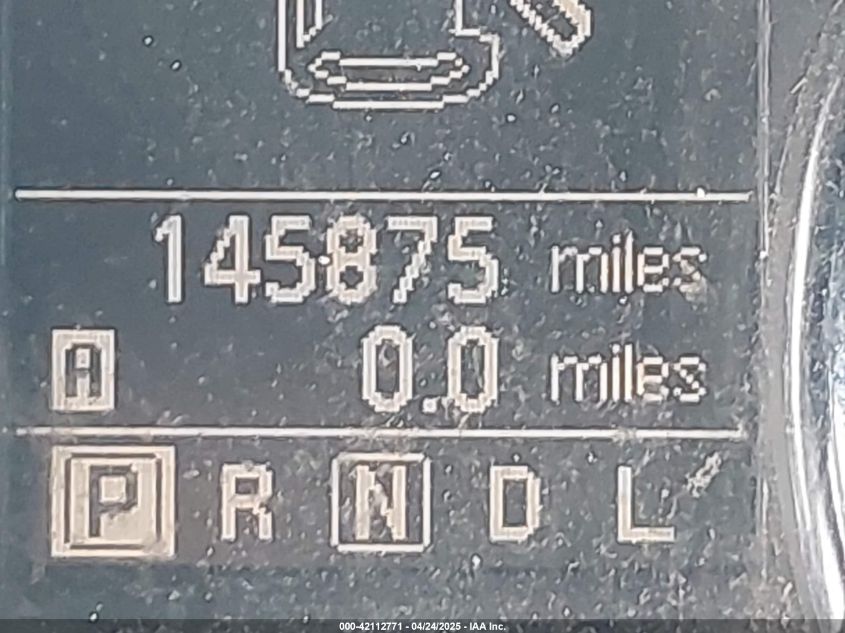 145875 miles
A 0.0 miles
P R N D L
000-42112771 - 04/24/2025 - IAA Inc.